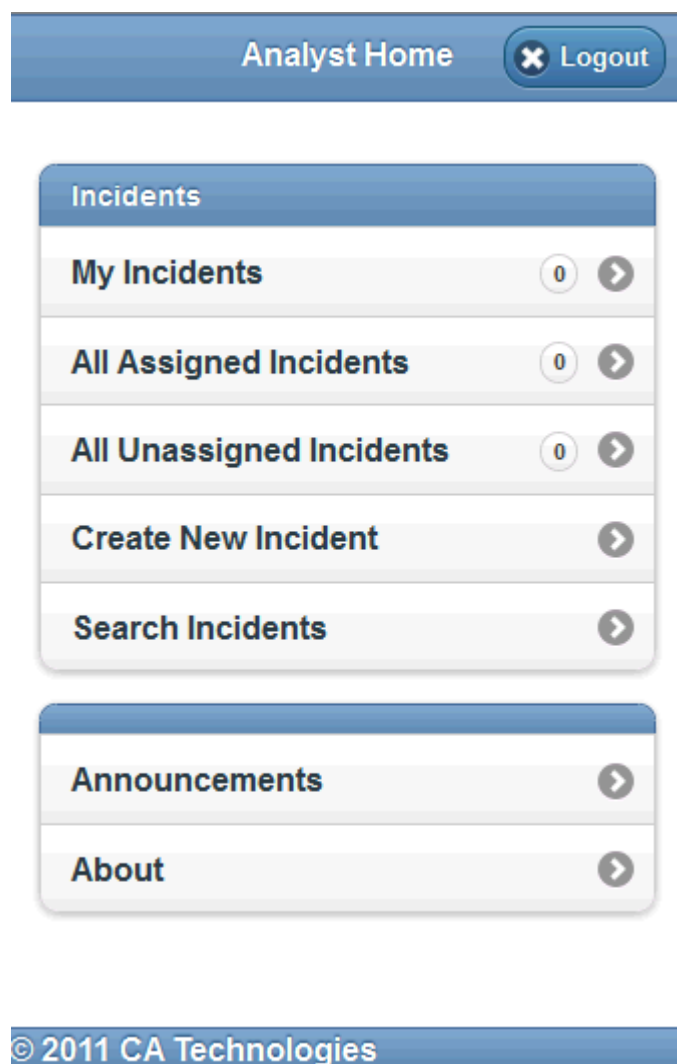 Analyst Home Logout
Incidents
My Incidents 0
All Assigned Incidents 0
All Unassigned Incidents 0
Create New Incident
Search Incidents
Announcements
About
© 2011 CA Technologies